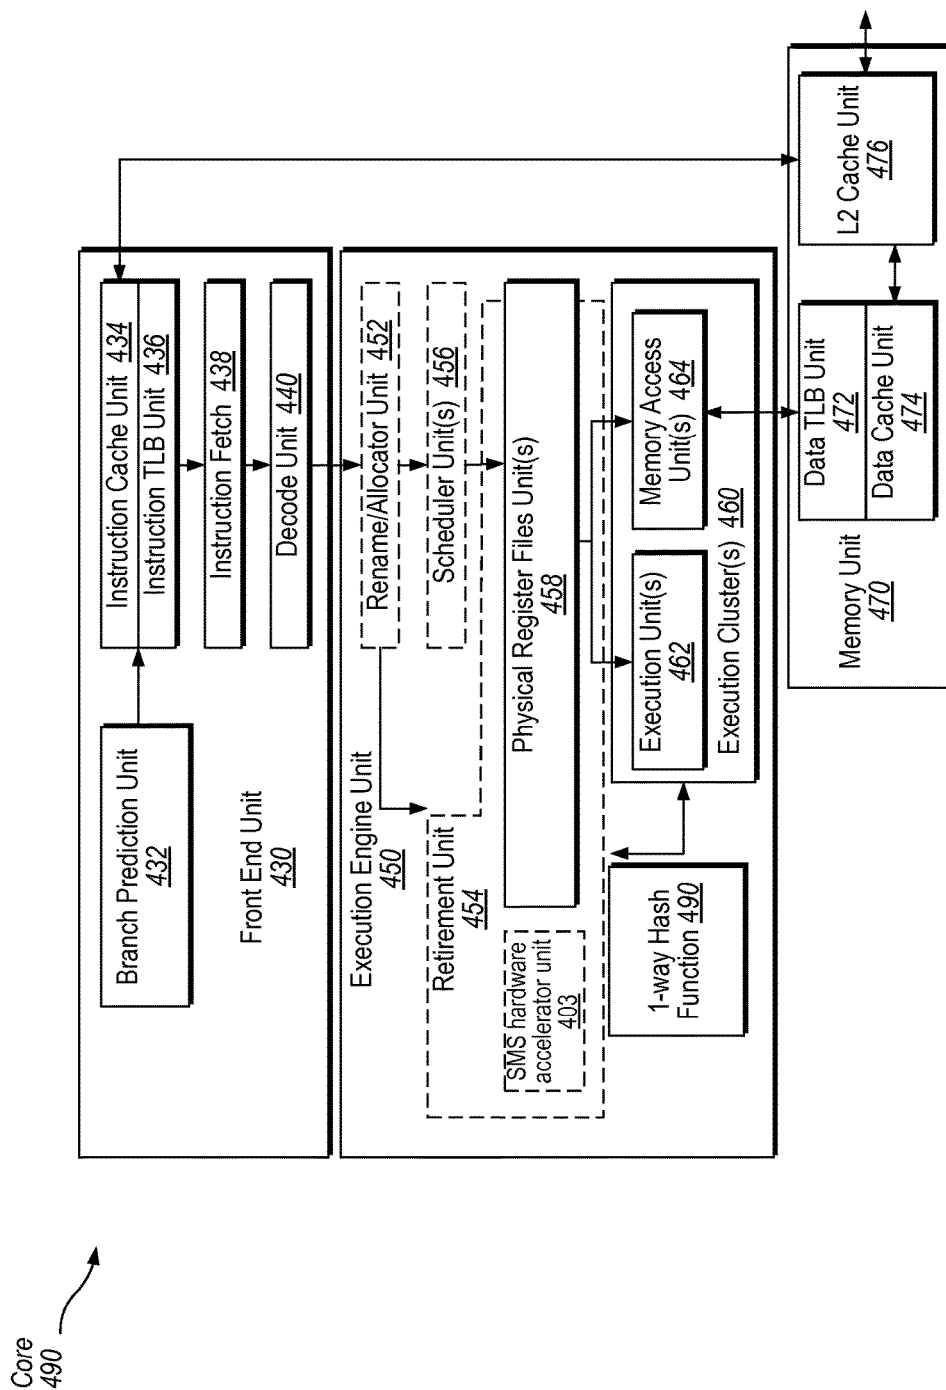 Core
490
Branch Prediction Unit
432
Instruction Cache Unit 434
Instruction TLB Unit 436
Instruction Fetch 438
Decode Unit 440
Front End Unit
430
Execution Engine Unit
450
Rename/Allocator Unit 452
Scheduler Unit(s) 456
Retirement Unit
454
Physical Register Files Unit(s)
458
SMS hardware
accelerator unit
403
1-way Hash
Function 490
Execution Unit(s)
462
Memory Access
Unit(s) 464
Execution Cluster(s) 460
Data TLB Unit
472
Data Cache Unit
474
L2 Cache Unit
476
Memory Unit
470